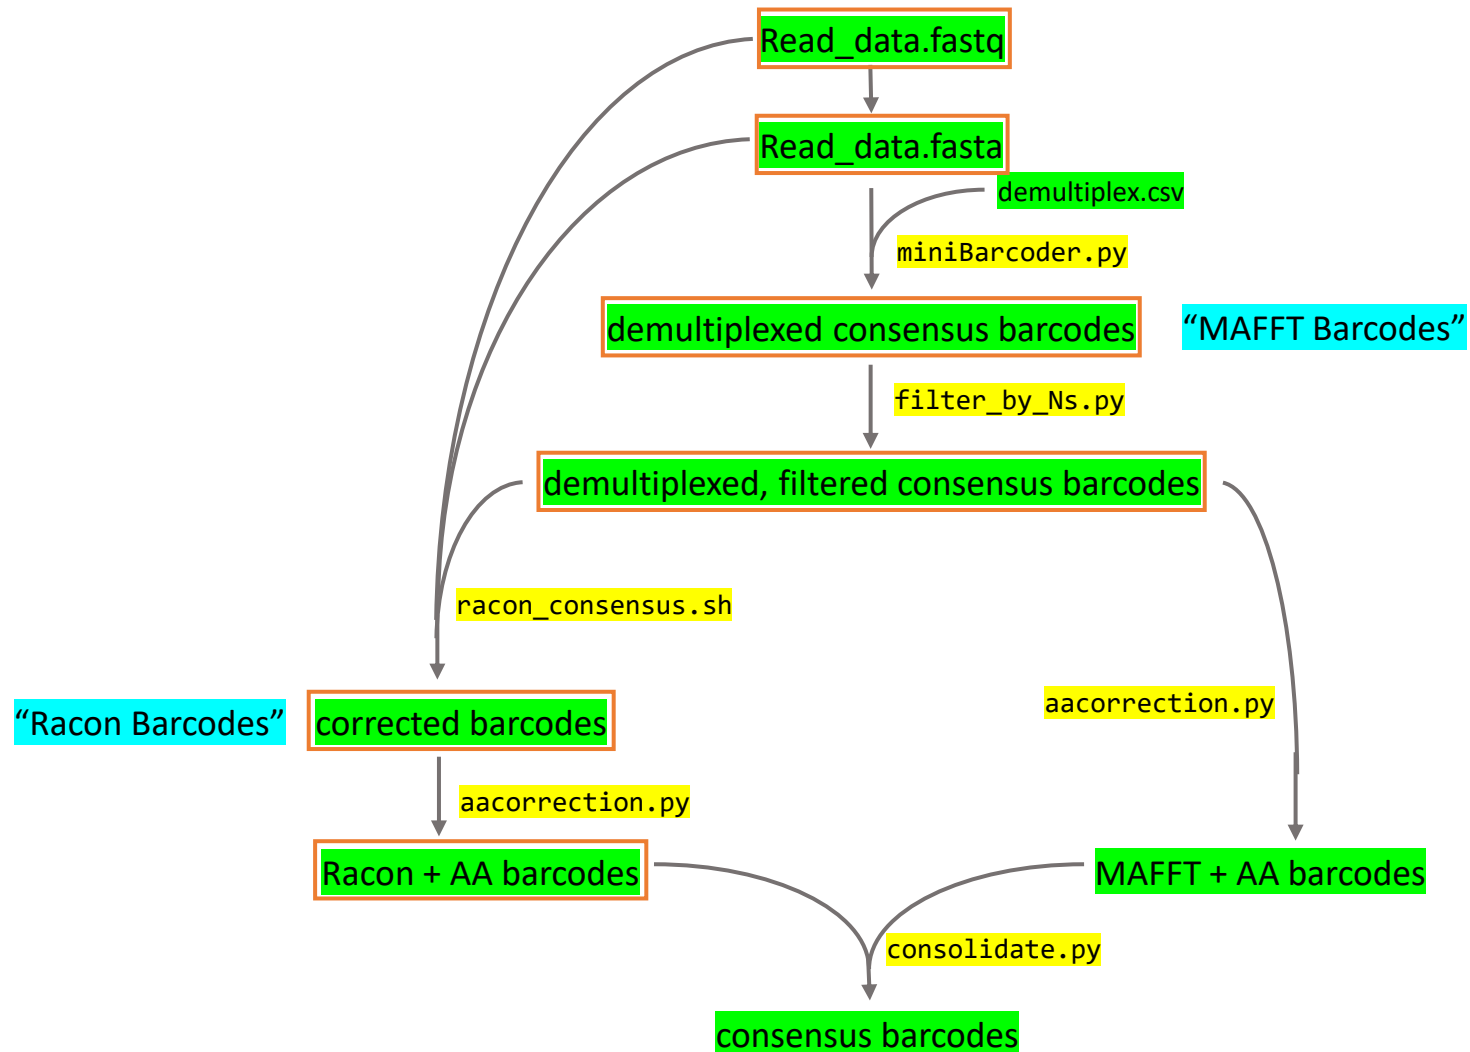 Read_data.fastq
Read_data.fasta
demultiplex.csv
miniBarcoder.py
demultiplexed consensus barcodes
“MAFFT Barcodes”
filter_by_Ns.py
demultiplexed, filtered consensus barcodes
racon_consensus.sh
aacorrection.py
“Racon Barcodes”
corrected barcodes
aacorrection.py
Racon + AA barcodes
MAFFT + AA barcodes
consolidate.py
consensus barcodes